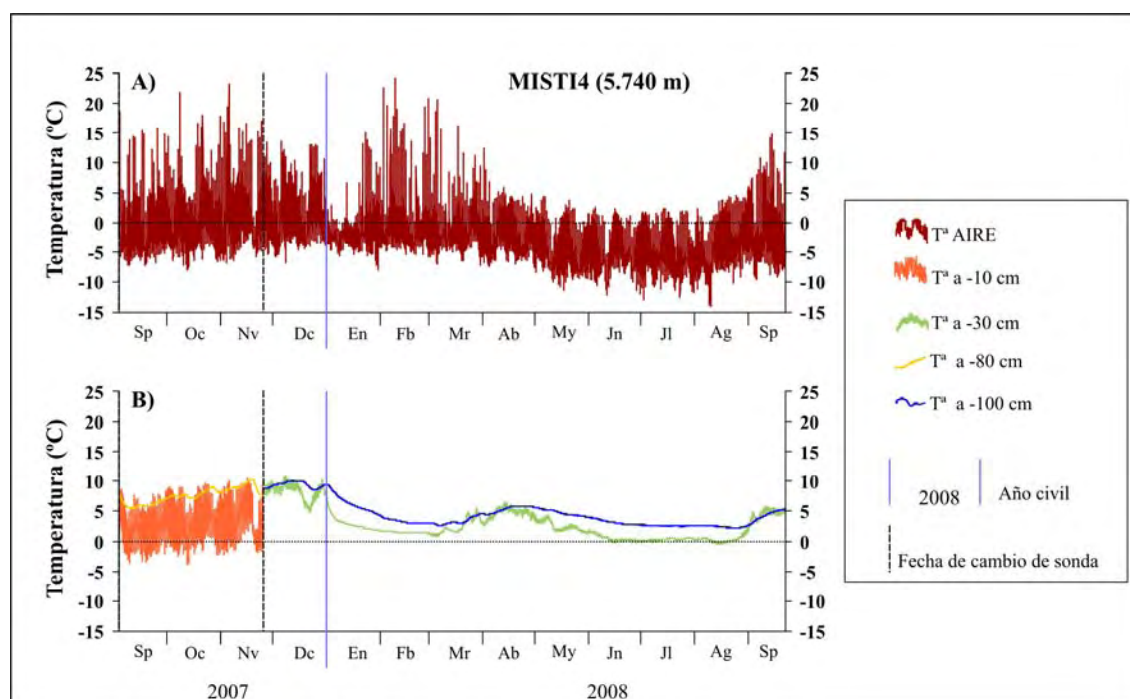 A)
MISTI4 (5.740 m)
Temperatura (ºC)
25
20
15
10
5
0
-5
-10
-15
25
20
15
10
5
0
-5
-10
-15
Sp Oc Nv Dc En Fb Mr Ab My Jn Jl Ag Sp
B)
Temperatura (ºC)
25
20
15
10
5
0
-5
-10
-15
25
20
15
10
5
0
-5
-10
-15
Sp Oc Nv Dc En Fb Mr Ab My Jn Jl Ag Sp
2007 2008
Tª AIRE
Tª a -10 cm
Tª a -30 cm
Tª a -80 cm
Tª a -100 cm
2008 Año civil
Fecha de cambio de sonda